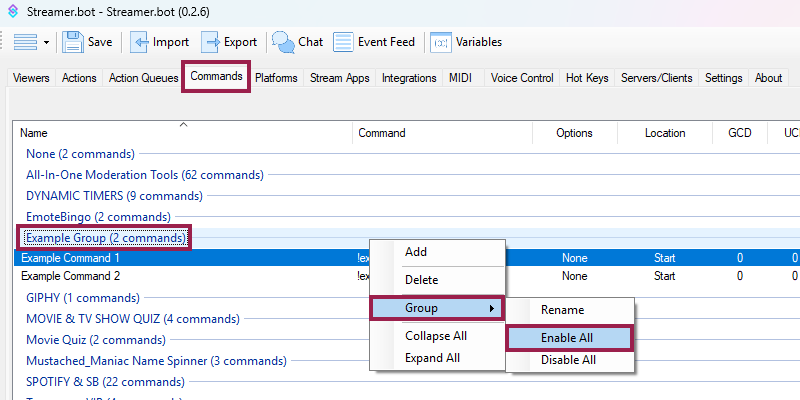 Streamer.bot - Streamer.bot (0.2.6)
Save Import Export Chat Event Feed Variables
Viewers Actions Action Queues Commands Platforms Stream Apps Integrations MIDI Voice Control Hot Keys Servers/Clients Settings About
Name Command Options Location GCD UC
None (2 commands)
All-In-One Moderation Tools (62 commands)
DYNAMIC TIMERS (9 commands)
EmoteBingo (2 commands)
Example Group (2 commands)
Example Command 1 !ex None Start 0 0
Example Command 2 !ex None Start 0 0
GIPHY (1 commands)
MOVIE & TV SHOW QUIZ (4 commands)
Movie Quiz (2 commands)
Mustached_Maniac Name Spinner (3 commands)
SPOTIFY & SB (22 commands)
Add
Delete
Group
Collapse All
Expand All
Rename
Enable All
Disable All